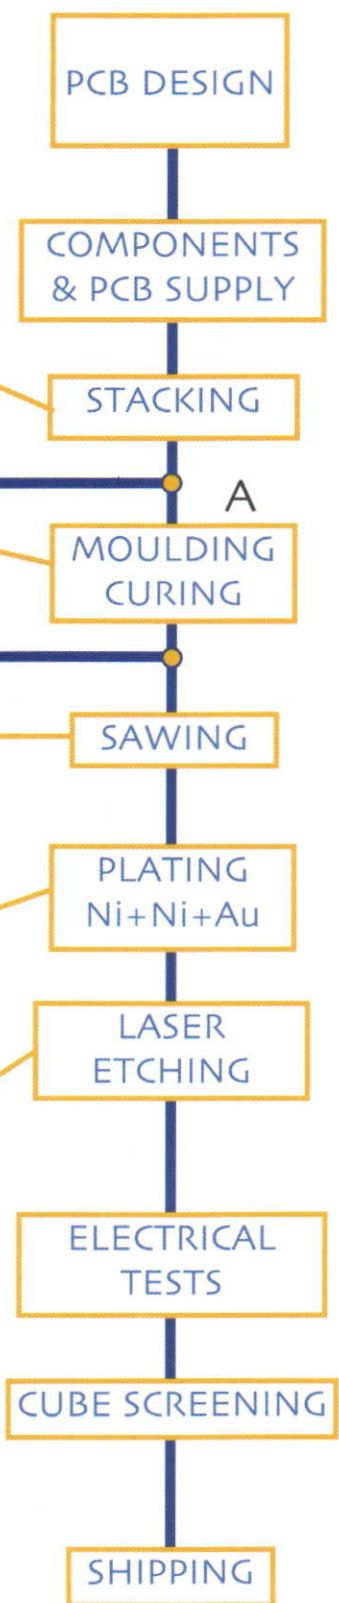 PCB DESIGN
COMPONENTS
& PCB SUPPLY
STACKING
A
MOULDING
CURING
SAWING
PLATING
Ni+Ni+Au
LASER
ETCHING
ELECTRICAL
TESTS
CUBE SCREENING
SHIPPING